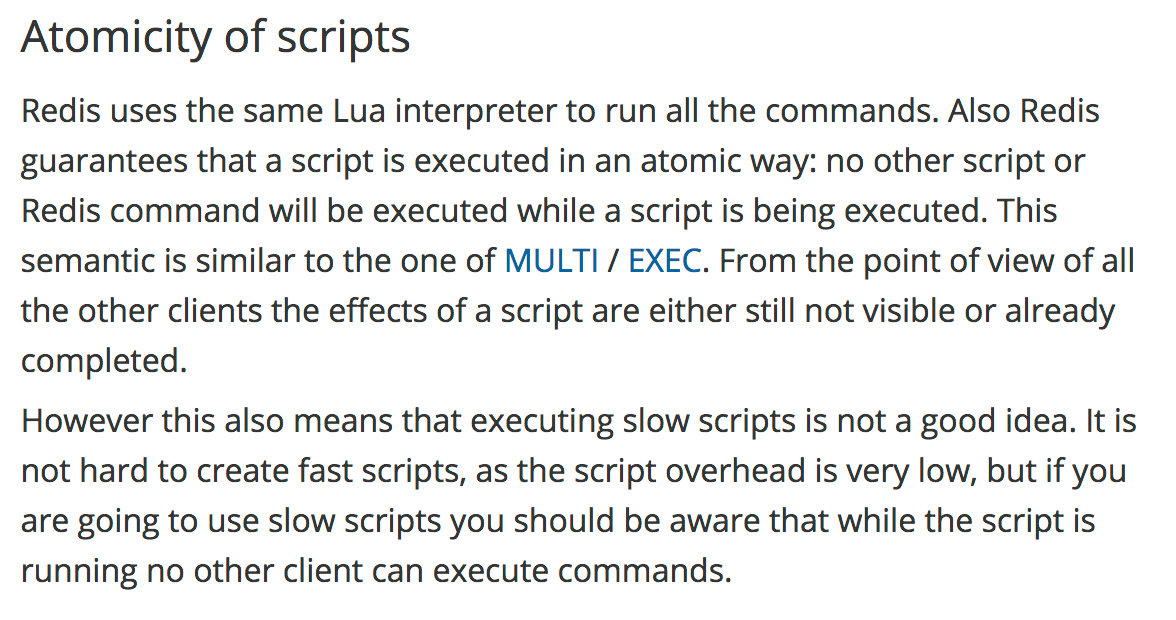 Atomicity of scripts
Redis uses the same Lua interpreter to run all the commands. Also Redis
guarantees that a script is executed in an atomic way: no other script or
Redis command will be executed while a script is being executed. This
semantic is similar to the one of MULTI / EXEC. From the point of view of all
the other clients the effects of a script are either still not visible or already
completed.
However this also means that executing slow scripts is not a good idea. It is
not hard to create fast scripts, as the script overhead is very low, but if you
are going to use slow scripts you should be aware that while the script is
running no other client can execute commands.